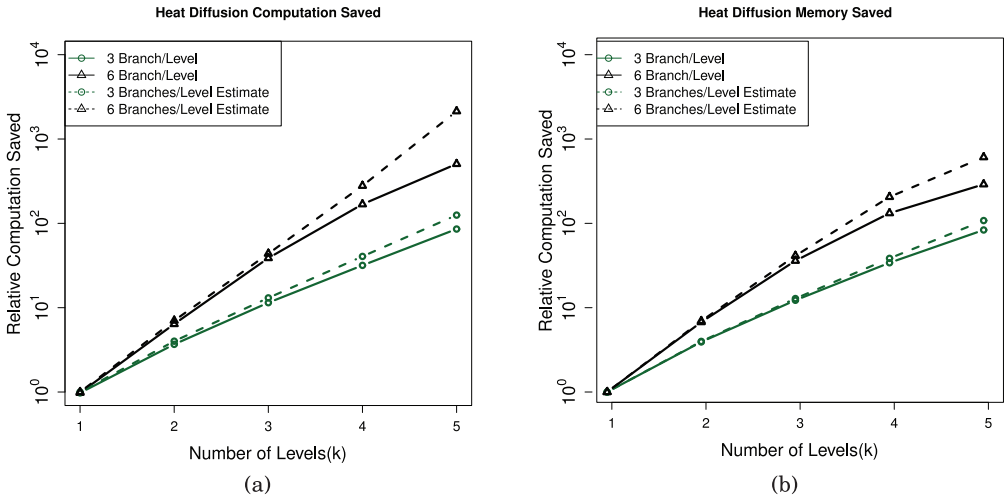 Heat Diffusion Computation Saved
3 Branch/Level
6 Branch/Level
3 Branches/Level Estimate
6 Branches/Level Estimate
Relative Computation Saved
10^4
10^3
10^2
10^1
10^0
1 2 3 4 5
Number of Levels(k)
(a)
Heat Diffusion Memory Saved
3 Branch/Level
6 Branch/Level
3 Branches/Level Estimate
6 Branches/Level Estimate
Relative Computation Saved
10^4
10^3
10^2
10^1
10^0
1 2 3 4 5
Number of Levels(k)
(b)